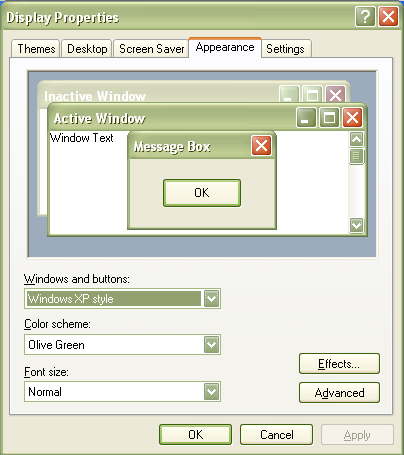 Display Properties
Themes Desktop Screen Saver Appearance Settings
Inactive Window
Active Window
Window Text
Message Box
OK
Windows and buttons:
Windows XP style
Color scheme:
Olive Green
Effects...
Font size:
Normal
Advanced
OK Cancel Apply